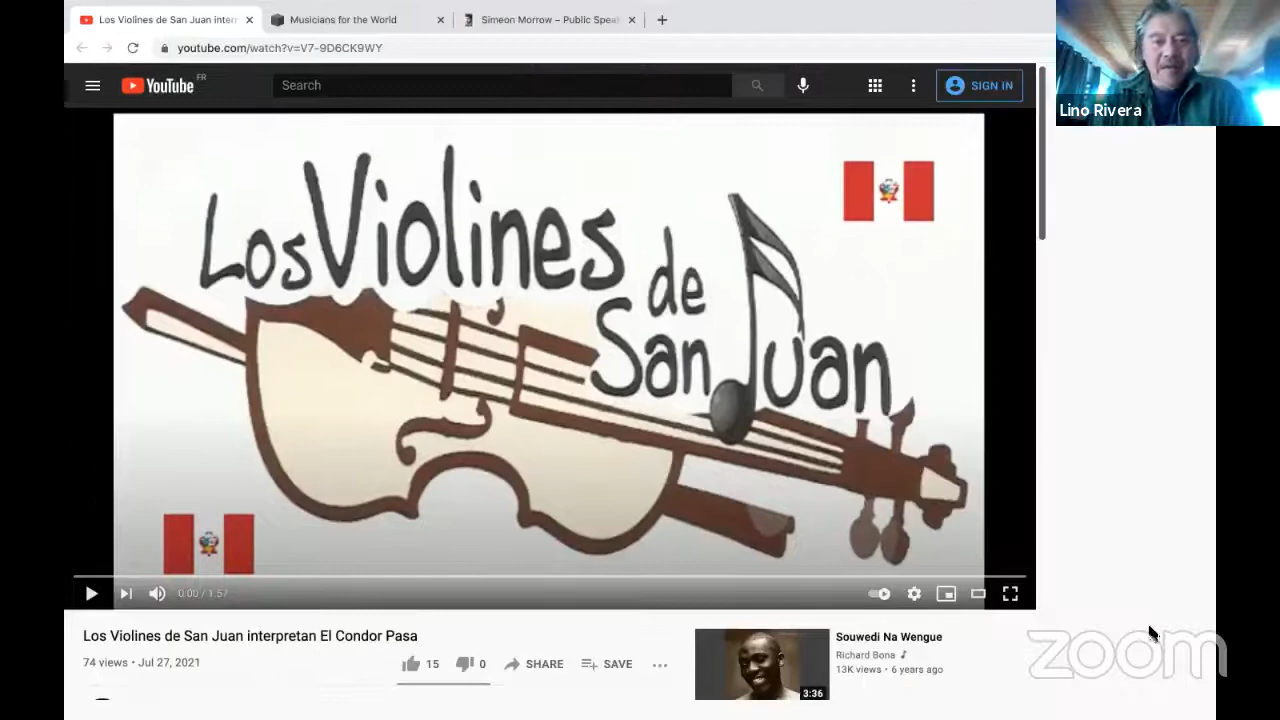 Los Violines de San Juan inter
Musicians for the World
Simeon Morrow – Public Spea
youtube.com/watch?v=V7-9D6CK9WY
YouTube FR
Search
SIGN IN
Lino Rivera
Los Violines
de
San Juan
0:00 / 1:57
Los Violines de San Juan interpretan El Condor Pasa
74 views • Jul 27, 2021
15
0
SHARE
SAVE
3:36
Souwedi Na Wengue
Richard Bona
13K views • 6 years ago
zoom